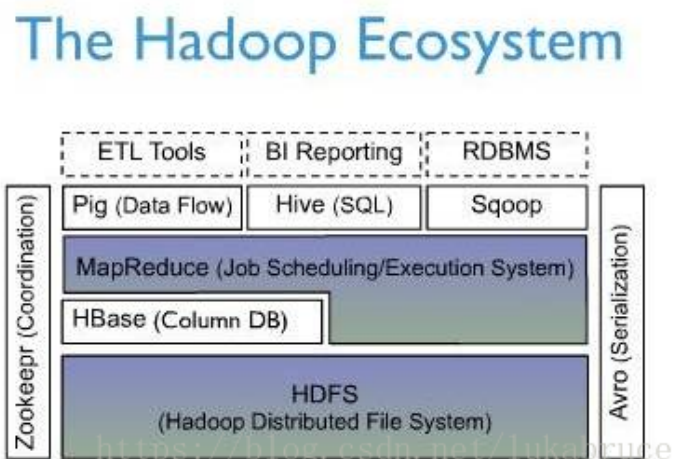 The Hadoop Ecosystem
ETL Tools
BI Reporting
RDBMS
Zookeepr (Coordination)
Pig (Data Flow)
Hive (SQL)
Sqoop
Avro (Serialization)
MapReduce (Job Scheduling/Execution System)
HBase (Column DB)
HDFS
(Hadoop Distributed File System)
https://blog.csdn.net/lukabruce